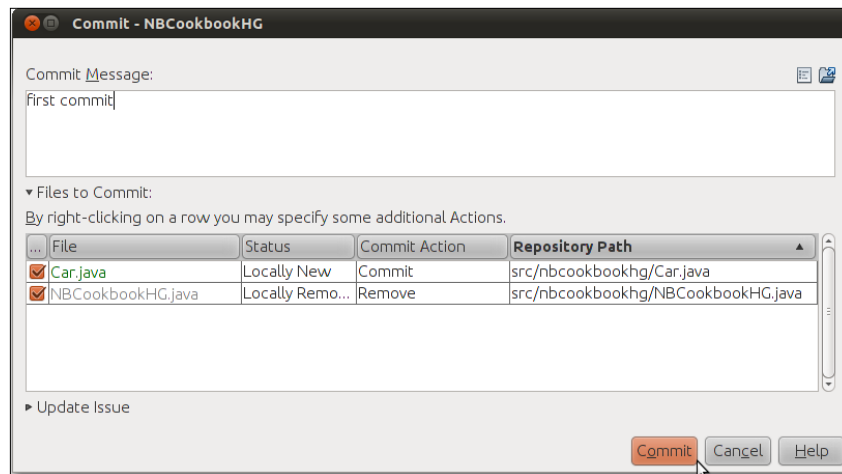 Commit - NBCookbookHG
Commit Message:
first commit
Files to Commit:
By right-clicking on a row you may specify some additional Actions.
... File Status Commit Action Repository Path
Car.java Locally New Commit src/nbcookbookhg/Car.java
NBCookbookHG.java Locally Remo... Remove src/nbcookbookhg/NBCookbookHG.java
Update Issue
Commit Cancel Help